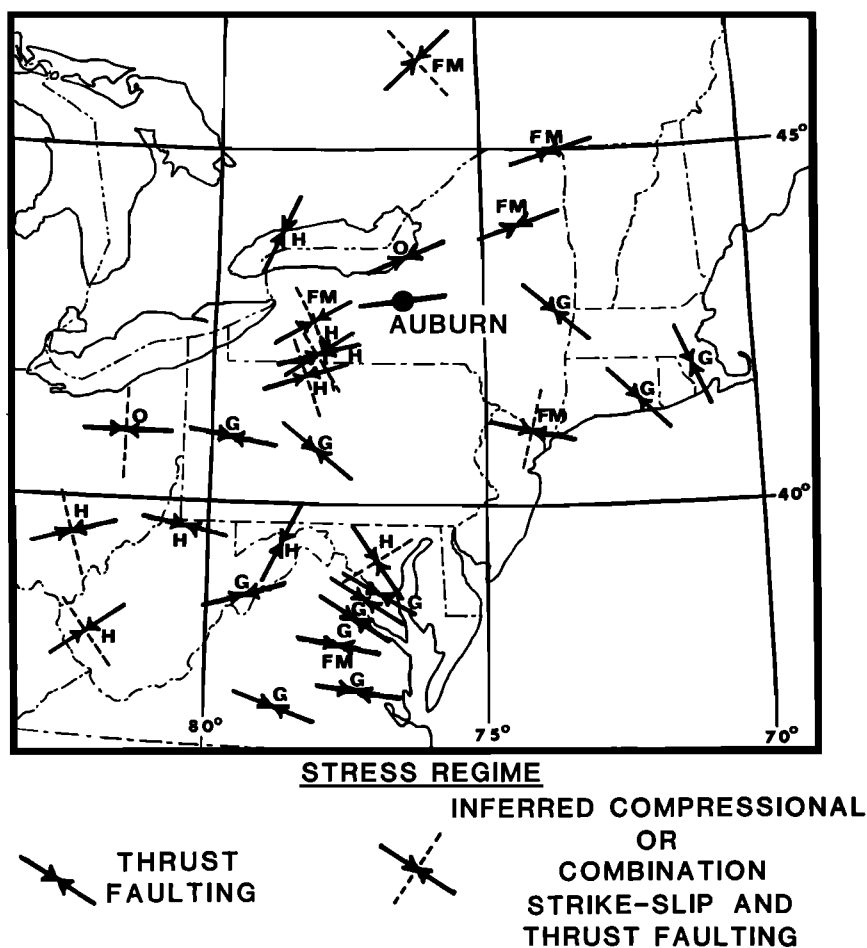 FM
FM
45°
FM
H
O
FM
AUBURN
G
H
H
G
H
G
O
G
G
FM
40°
H
H
H
H
G
G
G
H
G
FM
G
G
80°
75°
70°
STRESS REGIME
THRUST
FAULTING
INFERRED COMPRESSIONAL
OR
COMBINATION
STRIKE-SLIP AND
THRUST FAULTING